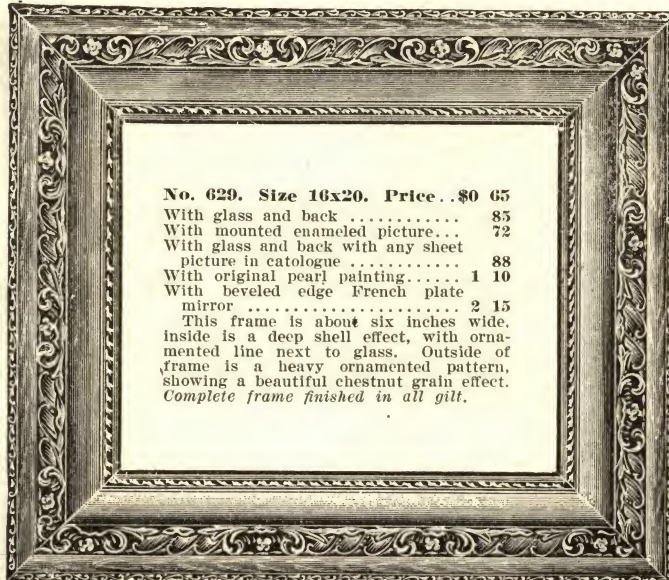 No. 629. Size 16x20. Price..$0 65
With glass and back ............ 85
With mounted enameled picture... 72
With glass and back with any sheet
picture in catologue ............ 88
With original pearl painting...... 1 10
With beveled edge French plate
mirror ....................... 2 15
This frame is about six inches wide,
inside is a deep shell effect, with orna-
mented line next to glass. Outside of
frame is a heavy ornamented pattern,
showing a beautiful chestnut grain effect.
Complete frame finished in all gilt.